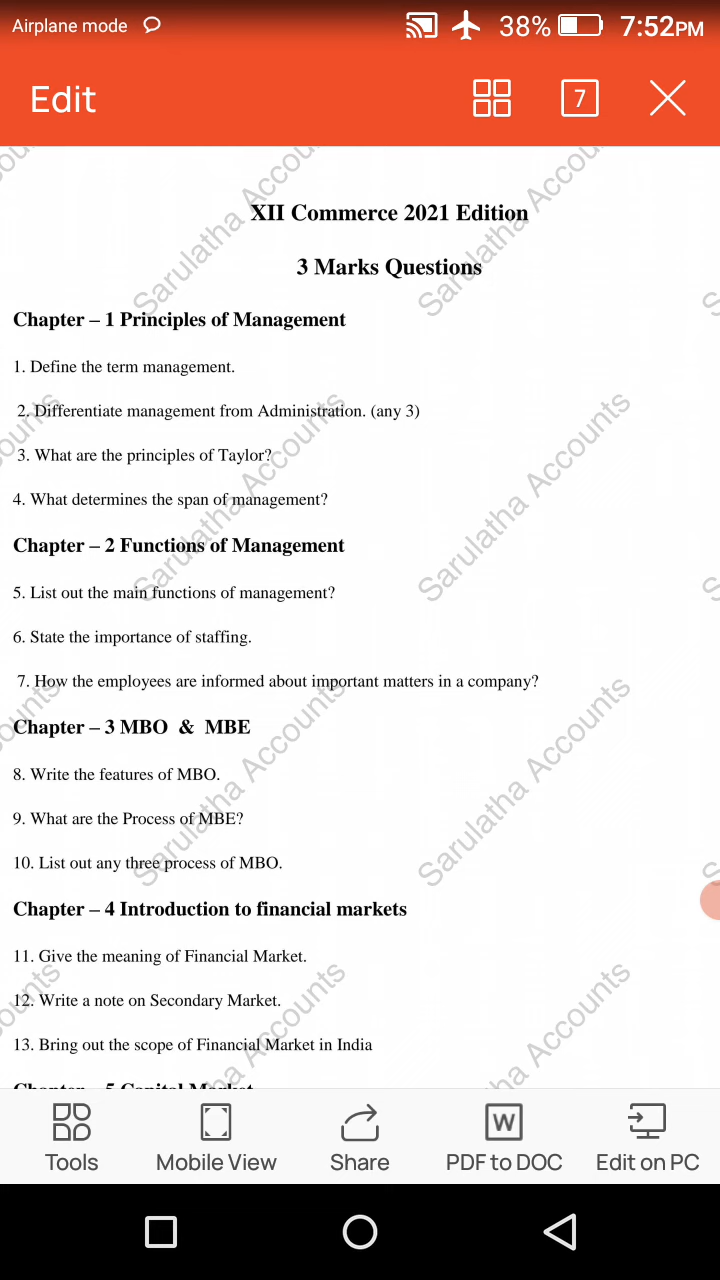 Airplane mode 38% 7:52PM
Edit 7
XII Commerce 2021 Edition
3 Marks Questions
Chapter – 1 Principles of Management
1. Define the term management.
2. Differentiate management from Administration. (any 3)
3. What are the principles of Taylor?
4. What determines the span of management?
Chapter – 2 Functions of Management
5. List out the main functions of management?
6. State the importance of staffing.
7. How the employees are informed about important matters in a company?
Chapter – 3 MBO & MBE
8. Write the features of MBO.
9. What are the Process of MBE?
10. List out any three process of MBO.
Chapter – 4 Introduction to financial markets
11. Give the meaning of Financial Market.
12. Write a note on Secondary Market.
13. Bring out the scope of Financial Market in India
Chapter – 5 Capital Market
Sarulatha Accounts
Tools Mobile View Share PDF to DOC Edit on PC